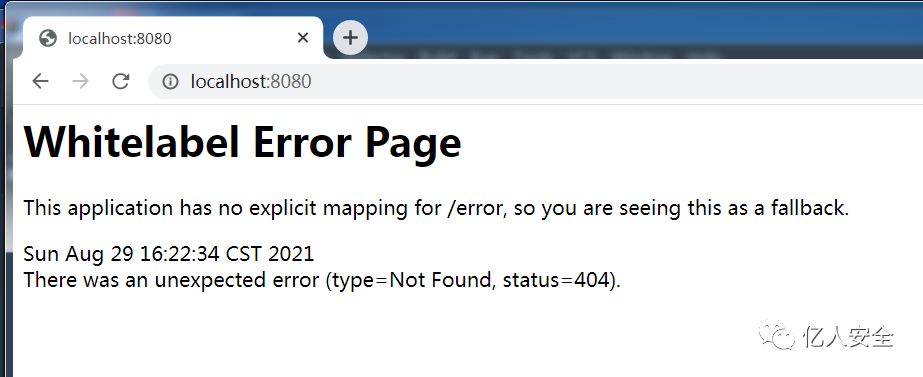 localhost:8080
localhost:8080
Whitelabel Error Page
This application has no explicit mapping for /error, so you are seeing this as a fallback.
Sun Aug 29 16:22:34 CST 2021
There was an unexpected error (type=Not Found, status=404).
亿人安全